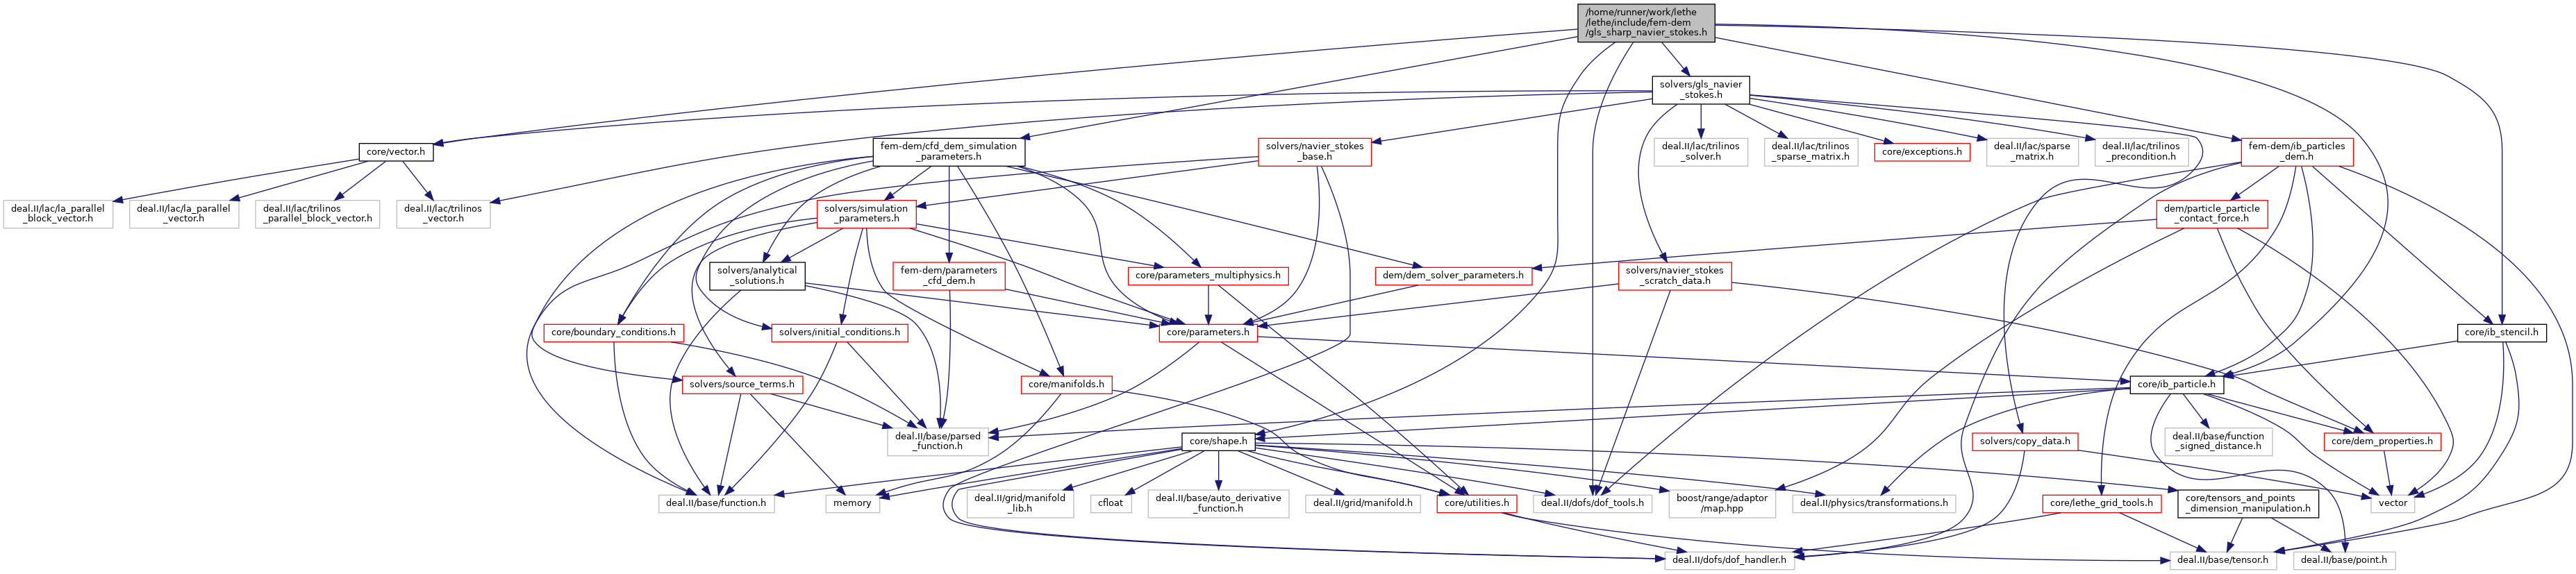 /home/runner/work/lethe
/lethe/include/fem-dem
/gls_sharp_navier_stokes.h
solvers/gls_navier
_stokes.h
core/vector.h
fem-dem/cfd_dem_simulation
_parameters.h
solvers/navier_stokes
_base.h
deal.II/lac/trilinos
_solver.h
deal.II/lac/trilinos
_sparse_matrix.h
core/exceptions.h
deal.II/lac/sparse
_matrix.h
deal.II/lac/trilinos
_precondition.h
fem-dem/ib_particles
_dem.h
deal.II/lac/la_parallel
_block_vector.h
deal.II/lac/la_parallel
_vector.h
deal.II/lac/trilinos
_parallel_block_vector.h
deal.II/lac/trilinos
_vector.h
solvers/simulation
_parameters.h
dem/particle_particle
_contact_force.h
solvers/analytical
_solutions.h
fem-dem/parameters
_cfd_dem.h
core/parameters_multiphysics.h
dem/dem_solver_parameters.h
solvers/navier_stokes
_scratch_data.h
core/boundary_conditions.h
solvers/initial_conditions.h
core/parameters.h
core/ib_stencil.h
solvers/source_terms.h
core/manifolds.h
core/ib_particle.h
deal.II/base/parsed
_function.h
core/shape.h
solvers/copy_data.h
deal.II/base/function
_signed_distance.h
core/dem_properties.h
deal.II/base/function.h
memory
deal.II/grid/manifold
_lib.h
cfloat
deal.II/base/auto_derivative
_function.h
deal.II/grid/manifold.h
core/utilities.h
deal.II/dofs/dof_tools.h
boost/range/adaptor
/map.hpp
deal.II/physics/transformations.h
core/lethe_grid_tools.h
core/tensors_and_points
_dimension_manipulation.h
vector
deal.II/dofs/dof_handler.h
deal.II/base/tensor.h
deal.II/base/point.h